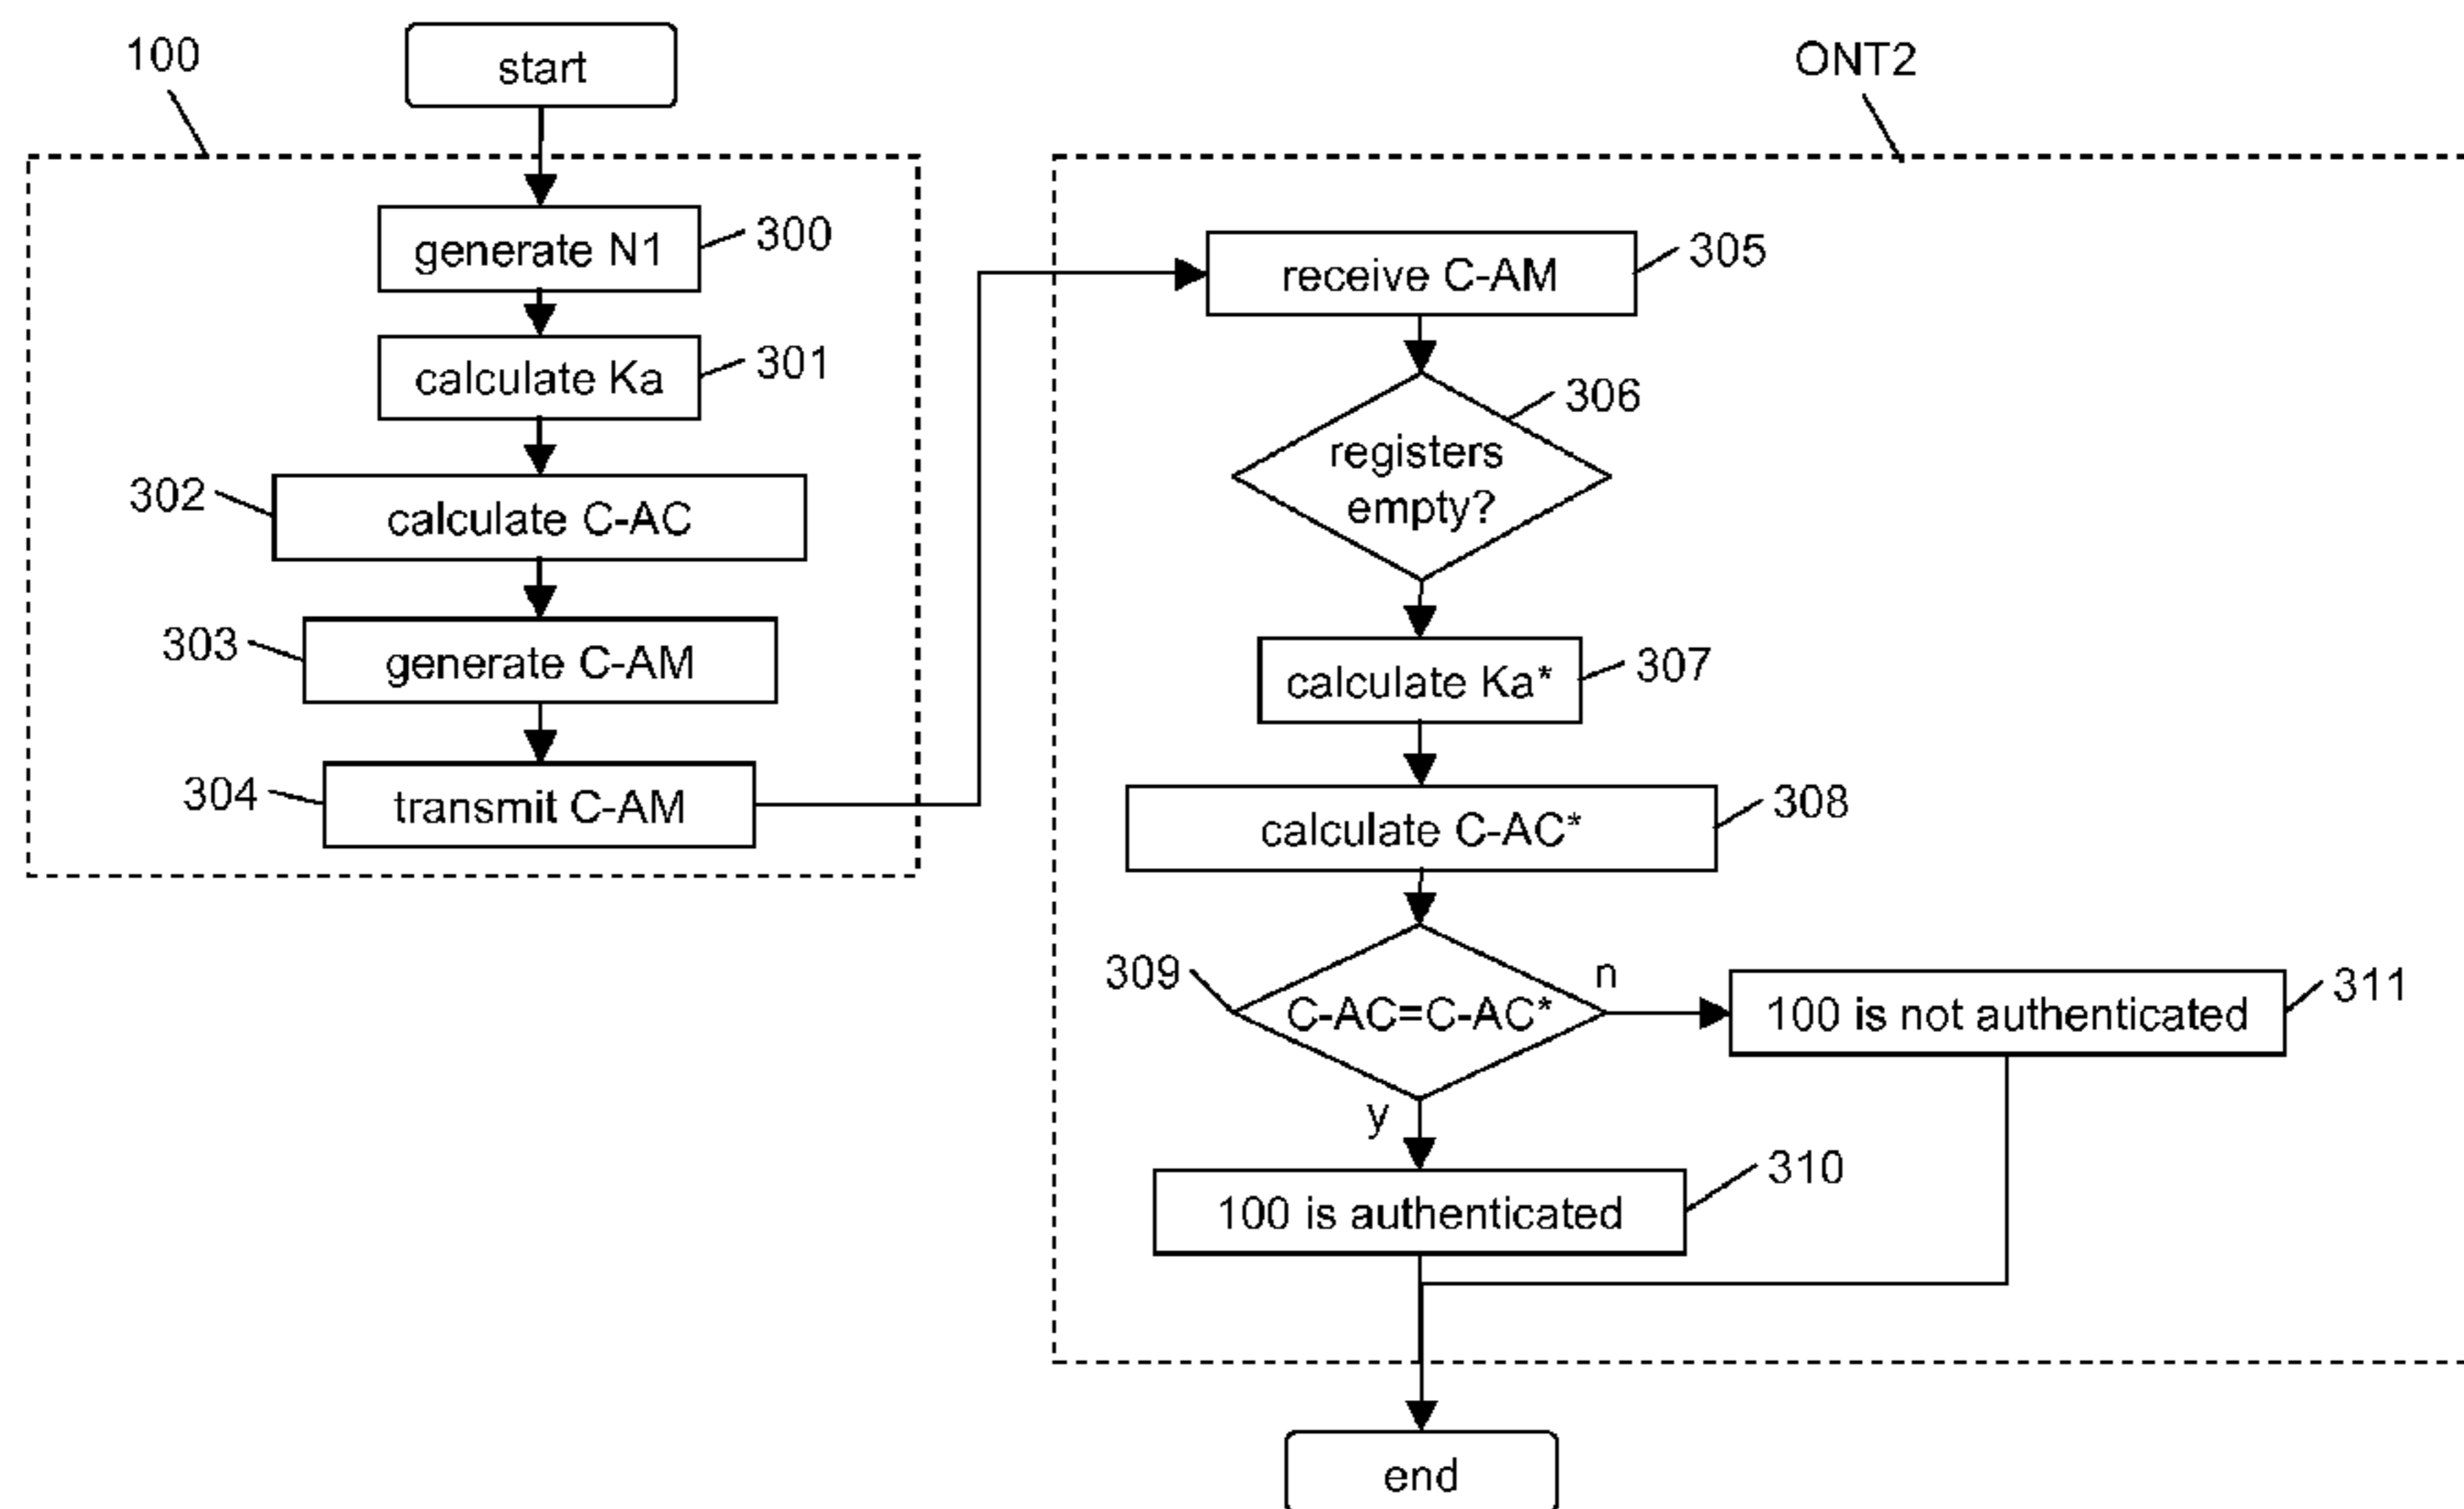 100
start
ONT2
generate N1
300
calculate Ka
301
302
calculate C-AC
303
generate C-AM
304
transmit C-AM
receive C-AM
305
306
registers
empty?
calculate Ka*
307
calculate C-AC*
308
309
C-AC=C-AC*
n
y
100 is not authenticated
311
100 is authenticated
310
end